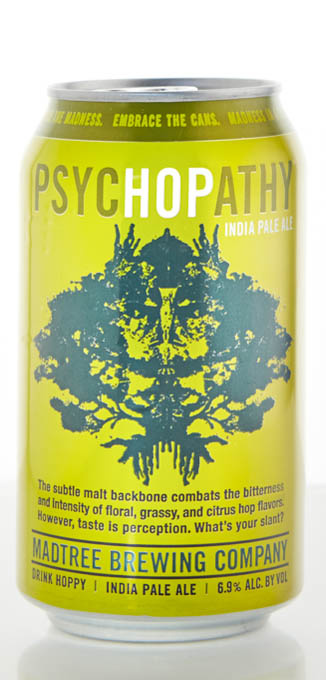 THE MADNESS. EMBRACE THE CANS. MADNESS IN
PSYCHOPATHY
INDIA PALE ALE
The subtle malt backbone combats the bitterness
and intensity of floral, grassy, and citrus hop flavors.
However, taste is perception. What's your slant?
MADTREE BREWING COMPANY
DRINK HOPPY | INDIA PALE ALE | 6.9% ALC. BY VOL